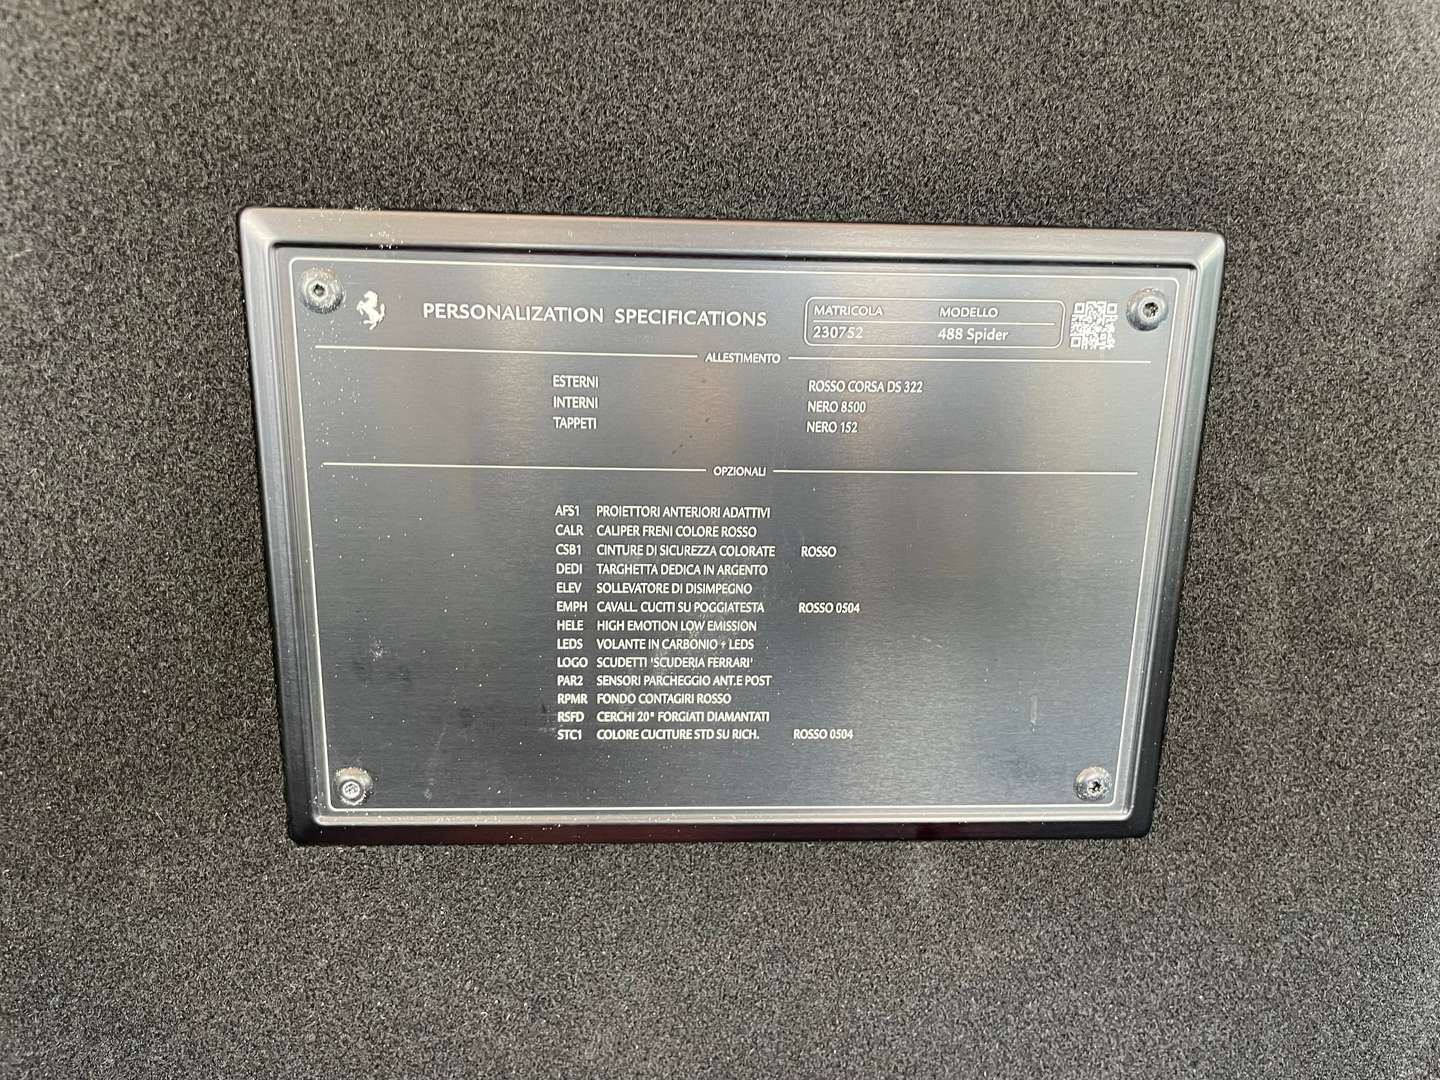 PERSONALIZATION SPECIFICATIONS
MATRICOLA MODELLO
230752 488 Spider
ALLESTIMENTO
ESTERNI ROSSO CORSA DS 322
INTERNI NERO 8500
TAPPETI NERO 152
OPZIONALI
AFS1 PROIETTORI ANTERIORI ADATTIVI
CALR CALIPER FRENI COLORE ROSSO
CSB1 CINTURE DI SICUREZZA COLORATE ROSSO
DEDI TARGHETTA DEDICA IN ARGENTO
ELEV SOLLEVATORE DI DISIMPEGNO
EMPH CAVALL. CUCITI SU POGGIATESTA ROSSO 0504
HELE HIGH EMOTION LOW EMISSION
LEDS VOLANTE IN CARBONIO + LEDS
LOGO SCUDETTI 'SCUDERIA FERRARI'
PAR2 SENSORI PARCHEGGIO ANT.E POST
RPMR FONDO CONTAGIRI ROSSO
RSFD CERCHI 20" FORGIATI DIAMANTATI
STC1 COLORE CUCITURE STD SU RICH. ROSSO 0504